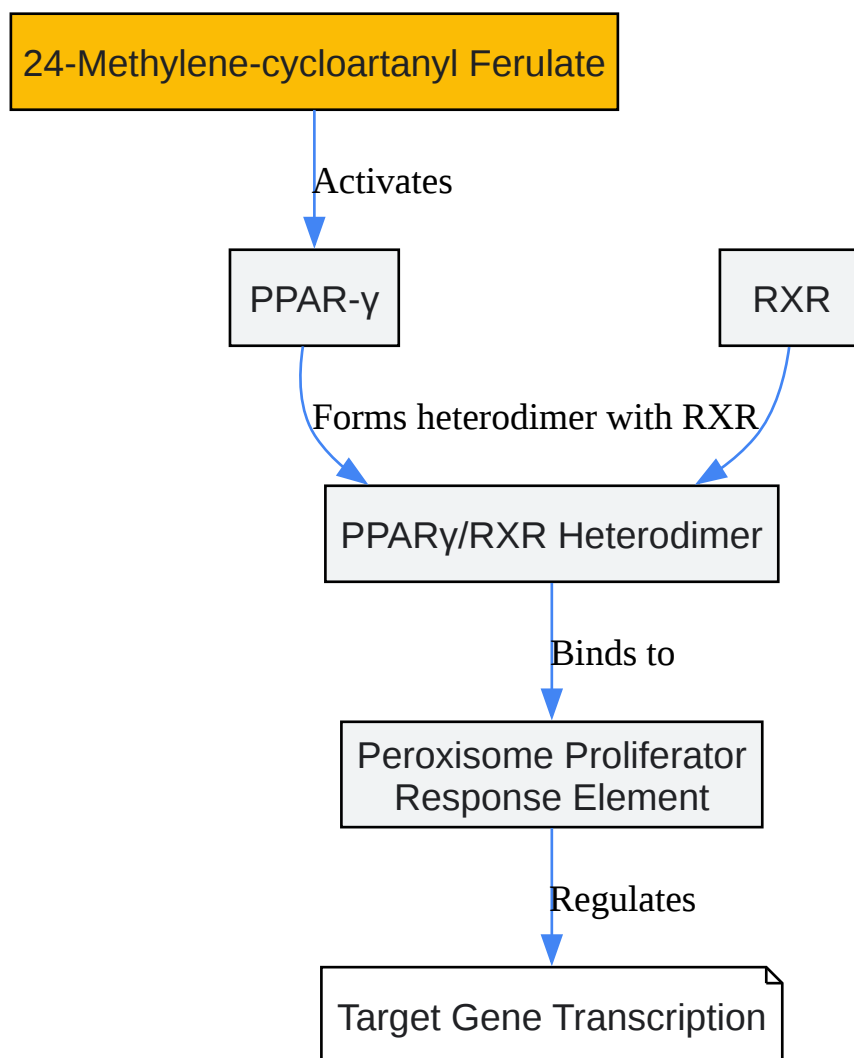 24-Methylene-cycloartanyl Ferulate
Activates
PPAR-γ
RXR
Forms heterodimer with RXR
PPARγ/RXR Heterodimer
Binds to
Peroxisome Proliferator
Response Element
Regulates
Target Gene Transcription